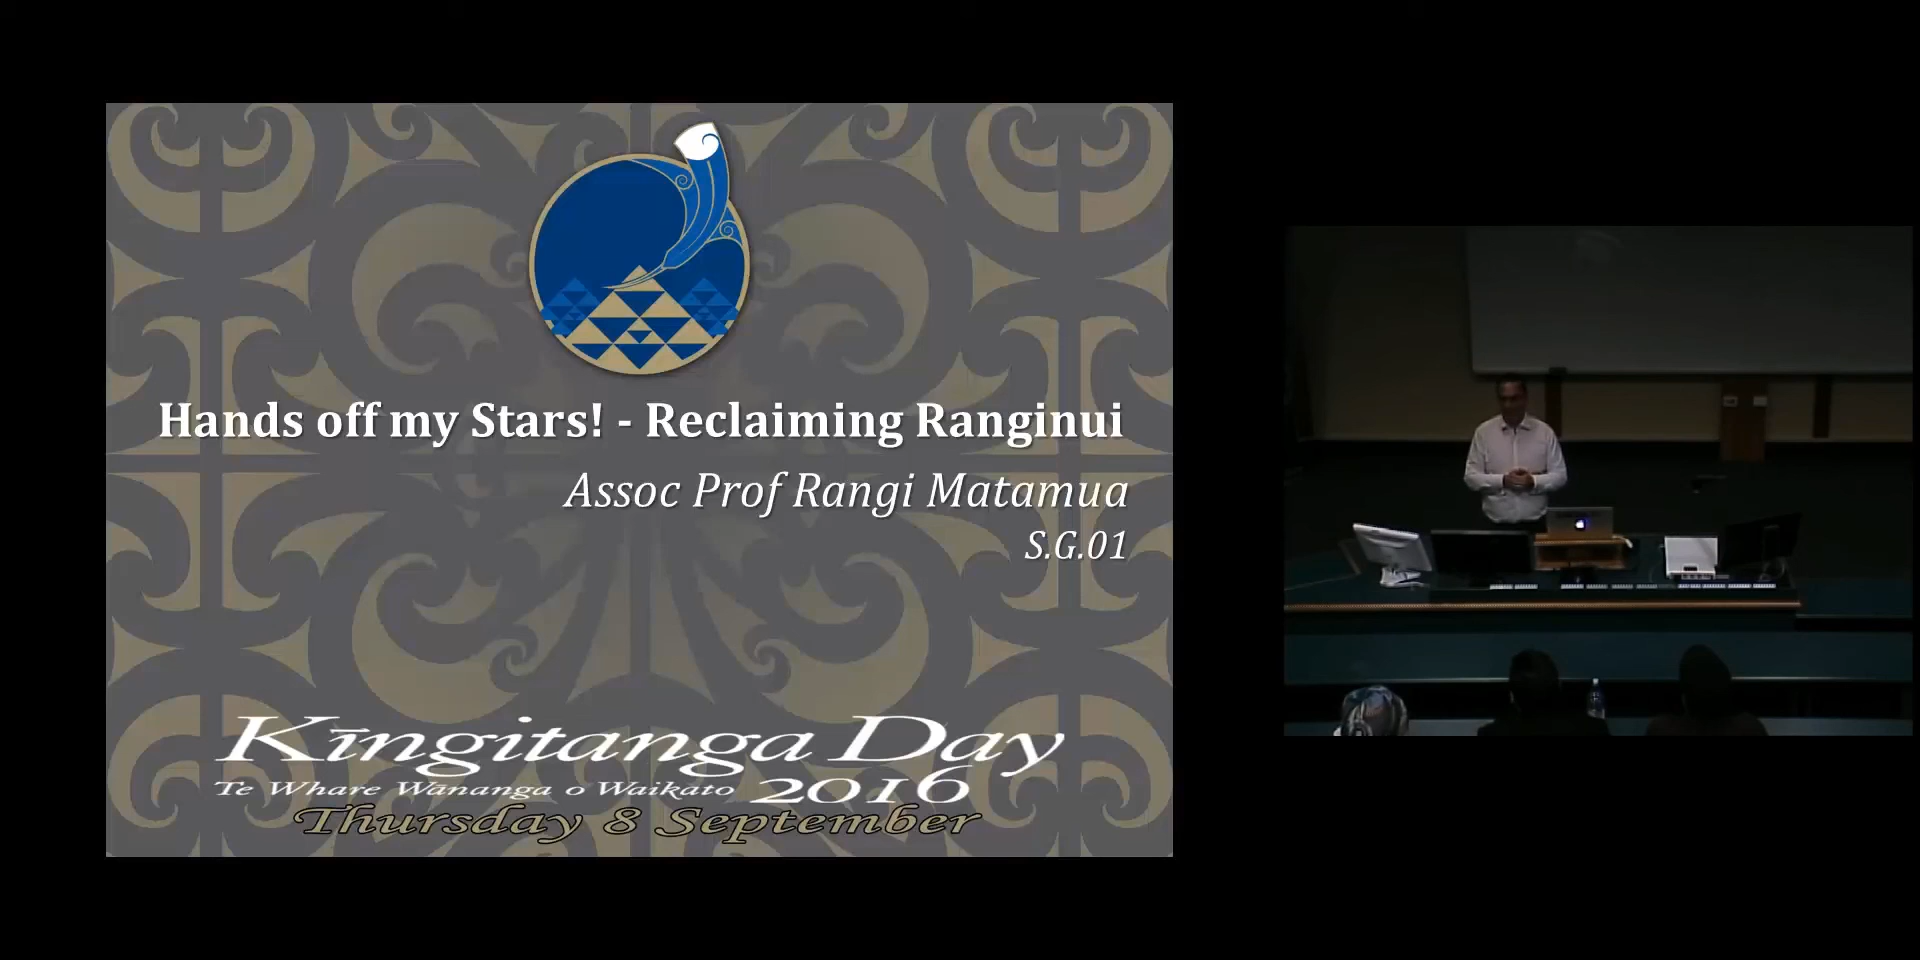 Hands off my Stars! - Reclaiming Ranginui
Assoc Prof Rangi Matamua
S.G.01
Kīngitanga Day
Te Whare Wānanga o Waikato 2016
Thursday 8 September